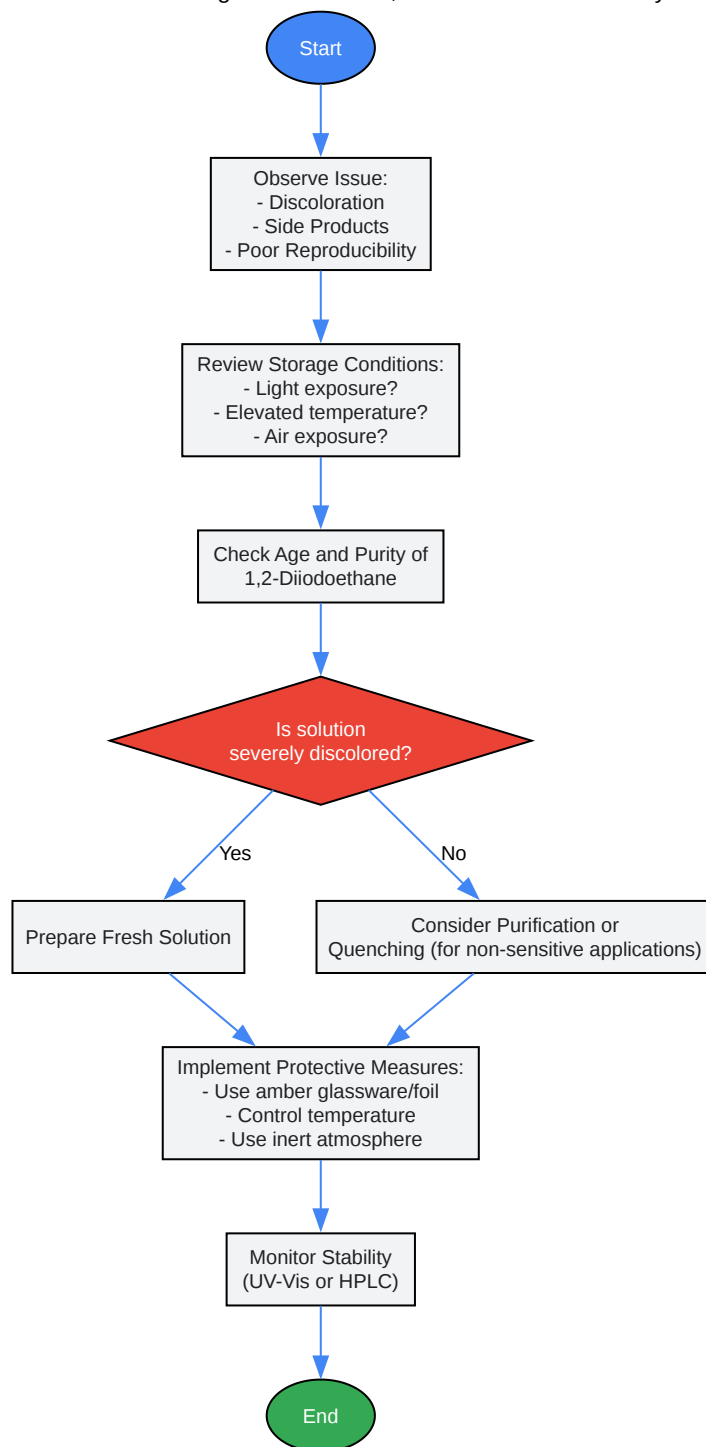 Start
Observe Issue:
- Discoloration
- Side Products
- Poor Reproducibility
Review Storage Conditions:
- Light exposure?
- Elevated temperature?
- Air exposure?
Check Age and Purity of
1,2-Diiodoethane
Is solution
severely discolored?
Yes
No
Prepare Fresh Solution
Consider Purification or
Quenching (for non-sensitive applications)
Implement Protective Measures:
- Use amber glassware/foil
- Control temperature
- Use inert atmosphere
Monitor Stability
(UV-Vis or HPLC)
End